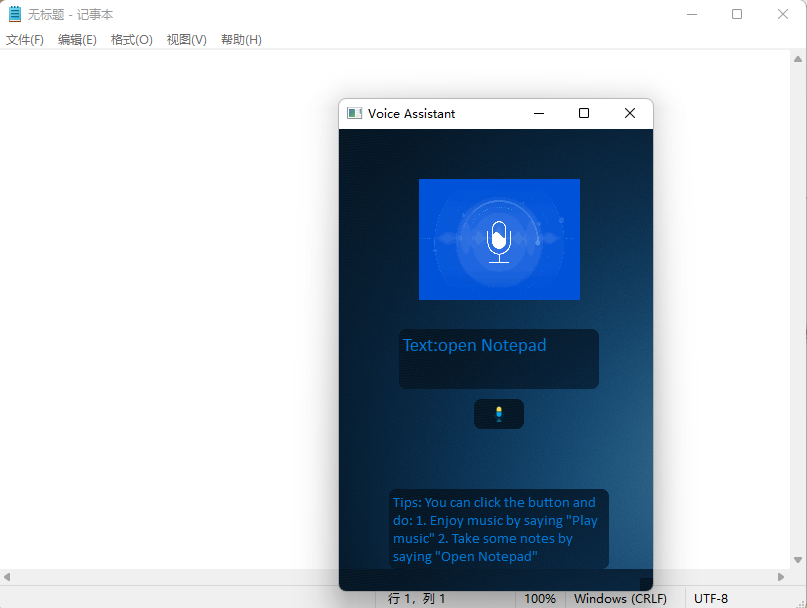 无标题 - 记事本
文件(F) 编辑(E) 格式(O) 视图(V) 帮助(H)
Voice Assistant
Text:open Notepad
Tips: You can click the button and
do: 1. Enjoy music by saying "Play
music" 2. Take some notes by
saying "Open Notepad"
行 1，列 1 100% Windows (CRLF) UTF-8